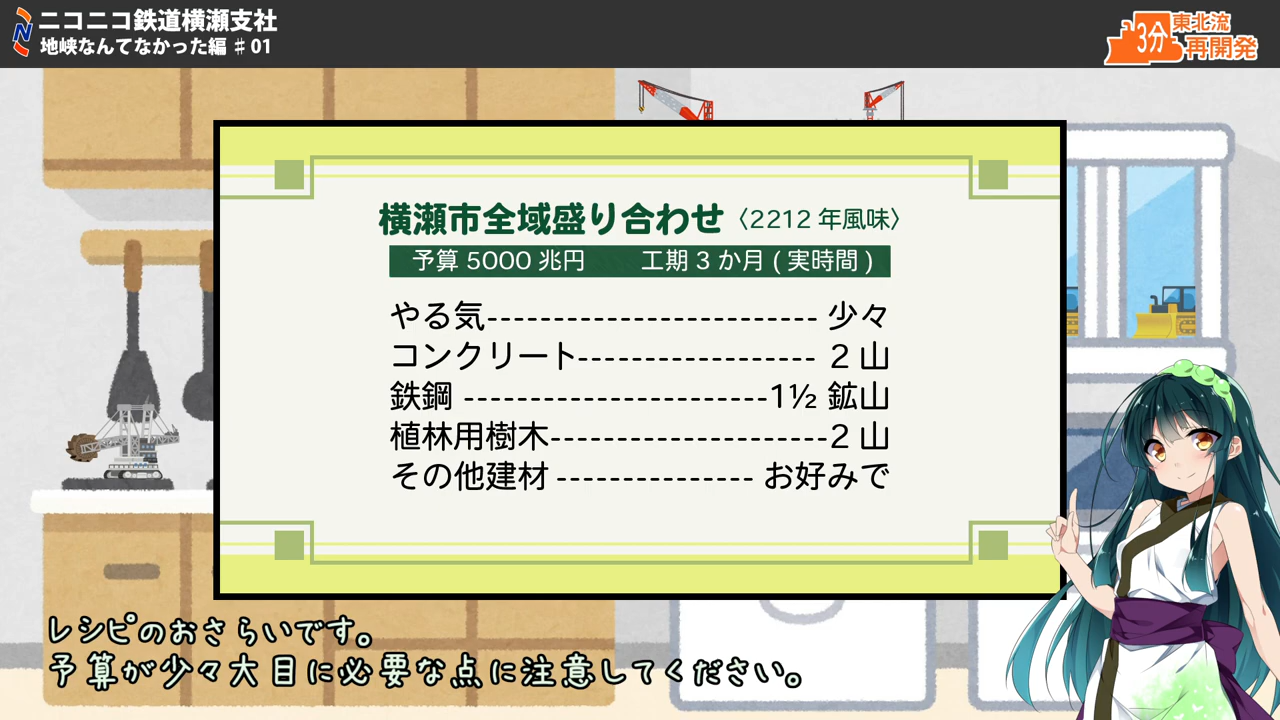 ニコニコ鉄道横瀬支社
地峡なんてなかった編 ♯01
3分
東北流
再開発
横瀬市全域盛り合わせ〈2212 年風味〉
予算 5000 兆円　　工期 3 か月 ( 実時間 )
やる気------------------------- 少々
コンクリート------------------ 2 山
鉄鋼 -----------------------1½ 鉱山
植林用樹木---------------------2 山
その他建材 --------------- お好みで
レシピのおさらいです。
予算が少々大目に必要な点に注意してください。